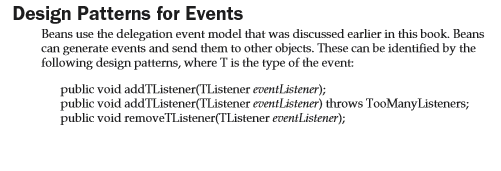 Design Patterns for Events
Beans use the delegation event model that was discussed earlier in this book. Beans
can generate events and send them to other objects. These can be identified by the
following design patterns, where T is the type of the event:
public void addTListener(TListener eventListener);
public void addTListener(TListener eventListener) throws TooManyListeners;
public void removeTListener(TListener eventListener);